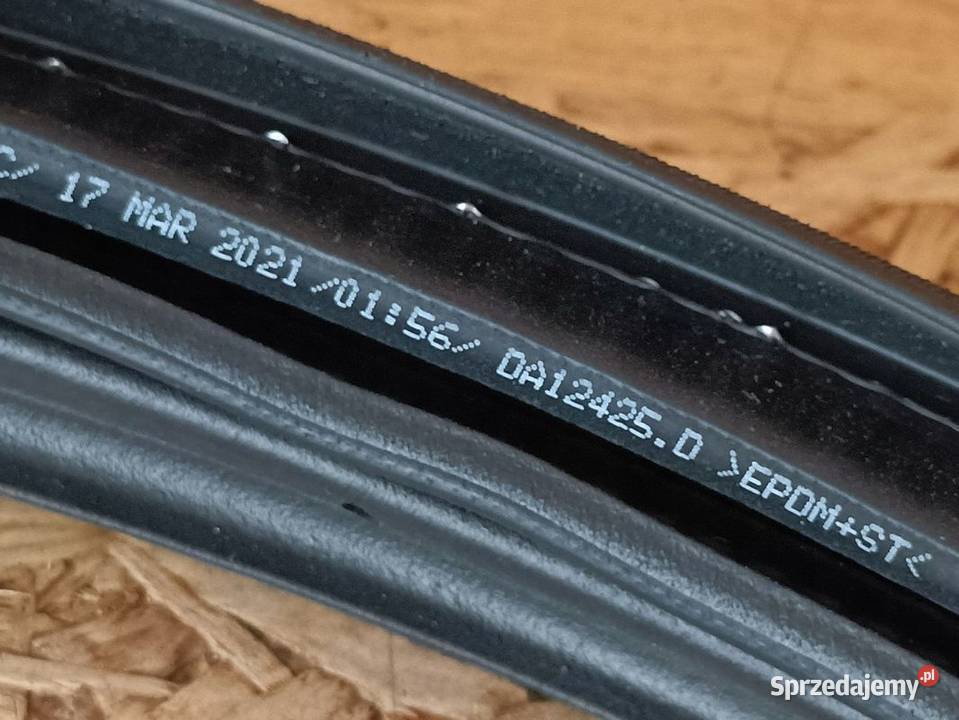 C/ 17 MAR 2021 /01:56/ DA12425.D >EPDM+ST<
Sprzedajemy.pl